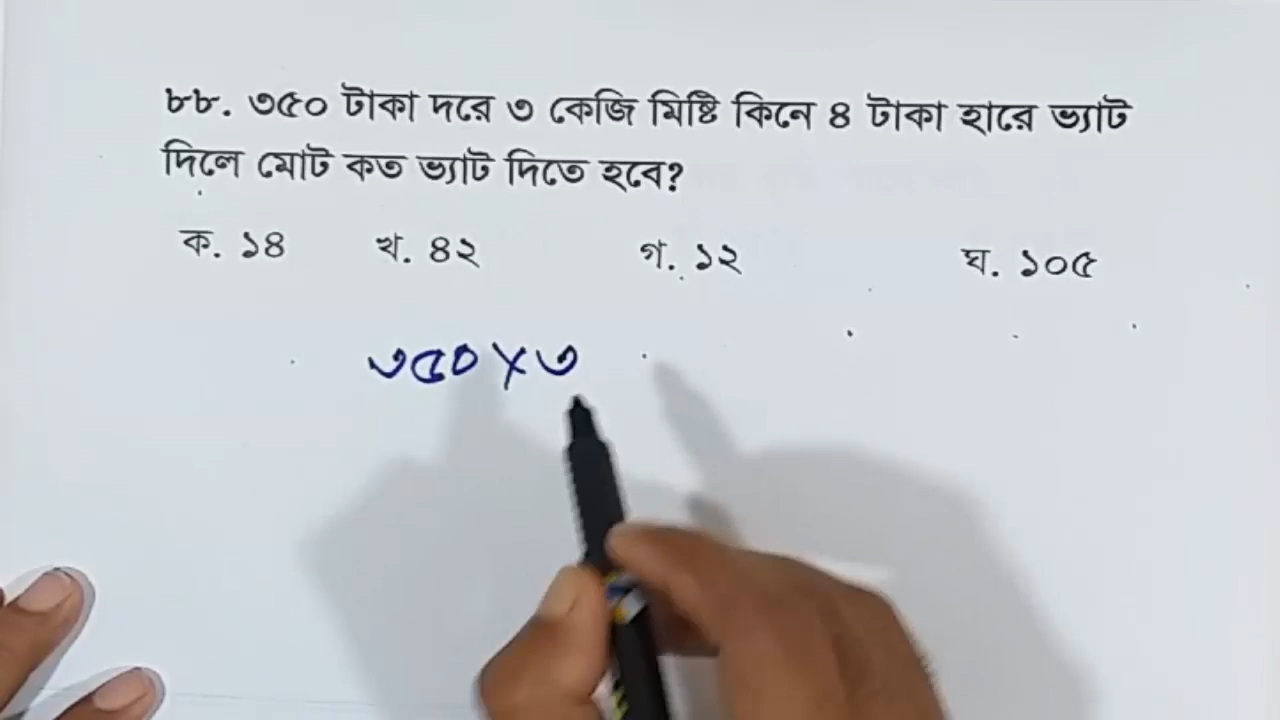 ৮৮. ৩৫০ টাকা দরে ৩ কেজি মিষ্টি কিনে ৪ টাকা হারে ভ্যাট
দিলে মোট কত ভ্যাট দিতে হবে?
ক. ১৪ খ. ৪২ গ. ১২ ঘ. ১০৫
৩৫০ × ৩